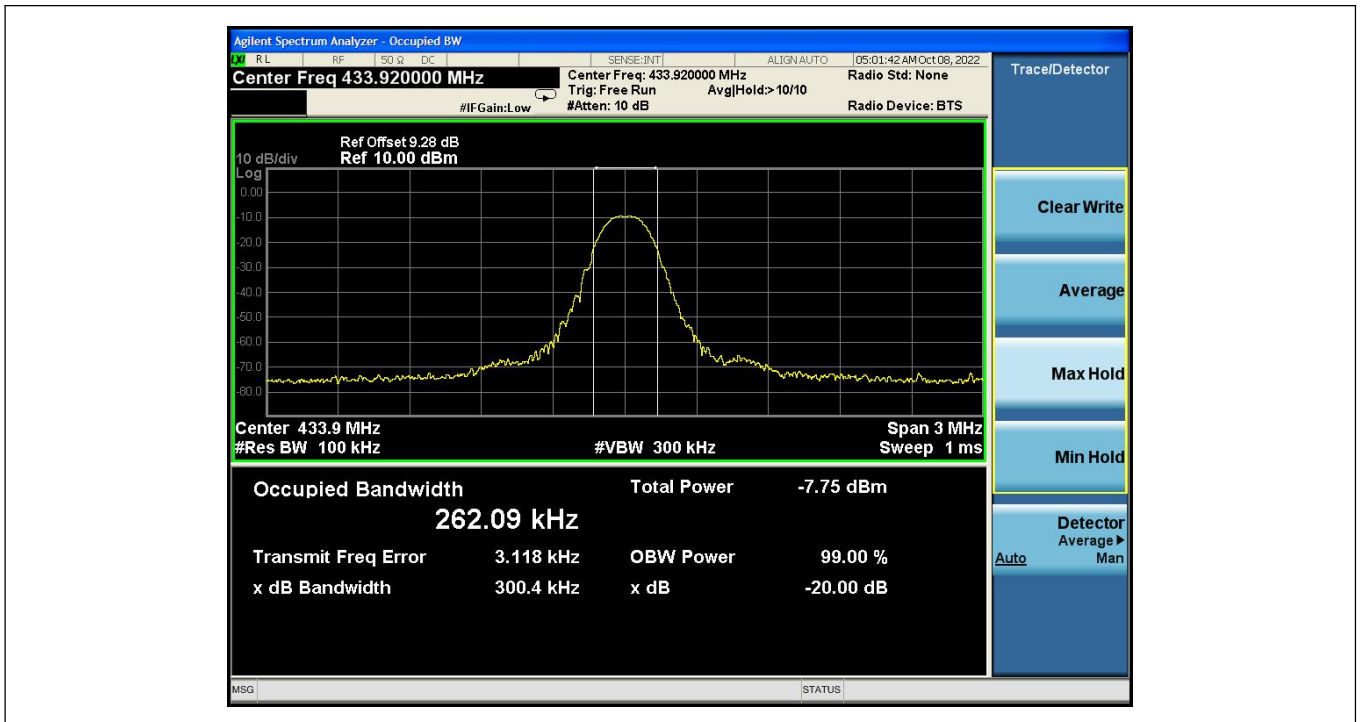 Agilent Spectrum Analyzer - Occupied BW
LXI RL RF 50 Ω DC SENSE:INT ALIGN AUTO 05:01:42 AM Oct 08, 2022
Center Freq 433.920000 MHz
Center Freq: 433.920000 MHz Radio Std: None
Trig: Free Run Avg|Hold:>10/10
#IFGain:Low #Atten: 10 dB Radio Device: BTS
Trace/Detector
Ref Offset 9.28 dB
10 dB/div Ref 10.00 dBm
Log
0.00
-10.0
-20.0
-30.0
-40.0
-50.0
-60.0
-70.0
-80.0
Center 433.9 MHz Span 3 MHz
#Res BW 100 kHz #VBW 300 kHz Sweep 1 ms
Clear Write
Average
Max Hold
Min Hold
Detector
Average▶
Auto Man
Occupied Bandwidth Total Power -7.75 dBm
262.09 kHz
Transmit Freq Error 3.118 kHz OBW Power 99.00 %
x dB Bandwidth 300.4 kHz x dB -20.00 dB
MSG STATUS